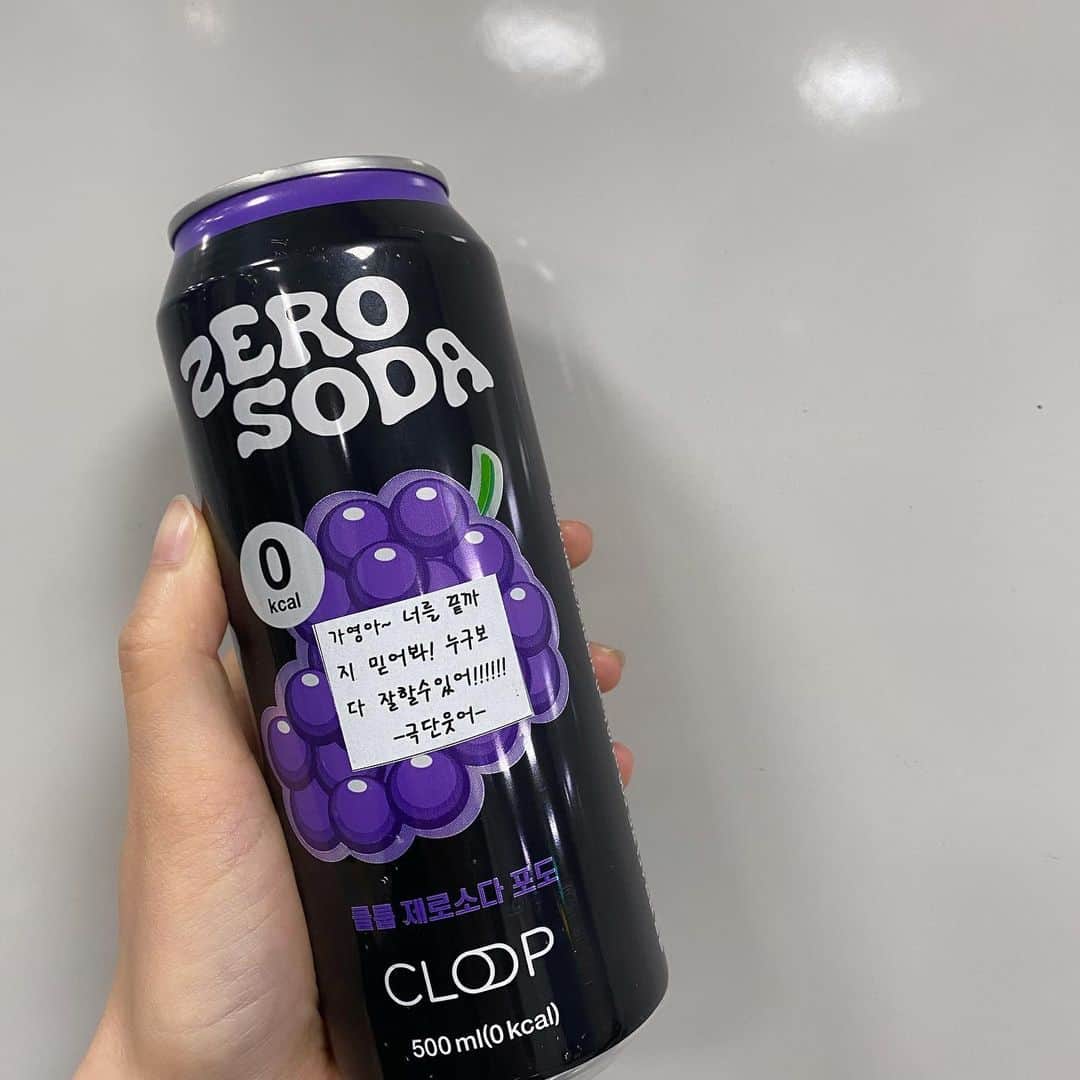 ZERO
SODA
0
kcal
가영아~ 너를 끝까
지 믿어봐! 누구보
다 잘할수있어!!!!!!
-극단웃어-
클룹 제로소다 포도
CLOOP
500 ml(0 kcal)